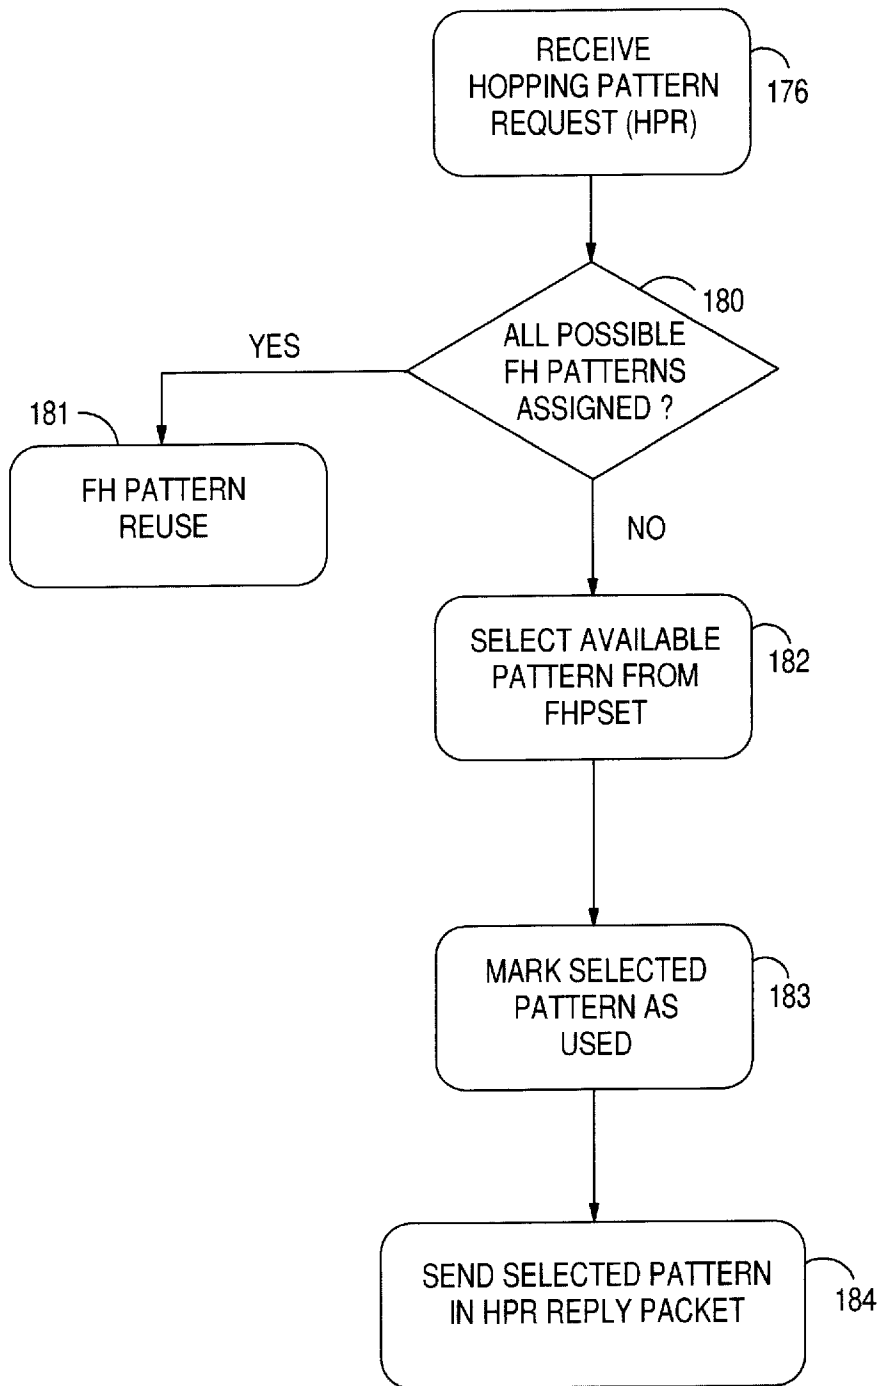 RECEIVE
HOPPING PATTERN
REQUEST (HPR)
176
180
ALL POSSIBLE
FH PATTERNS
ASSIGNED ?
YES
181
FH PATTERN
REUSE
NO
SELECT AVAILABLE
PATTERN FROM
FHPSET
182
MARK SELECTED
PATTERN AS
USED
183
SEND SELECTED PATTERN
IN HPR REPLY PACKET
184